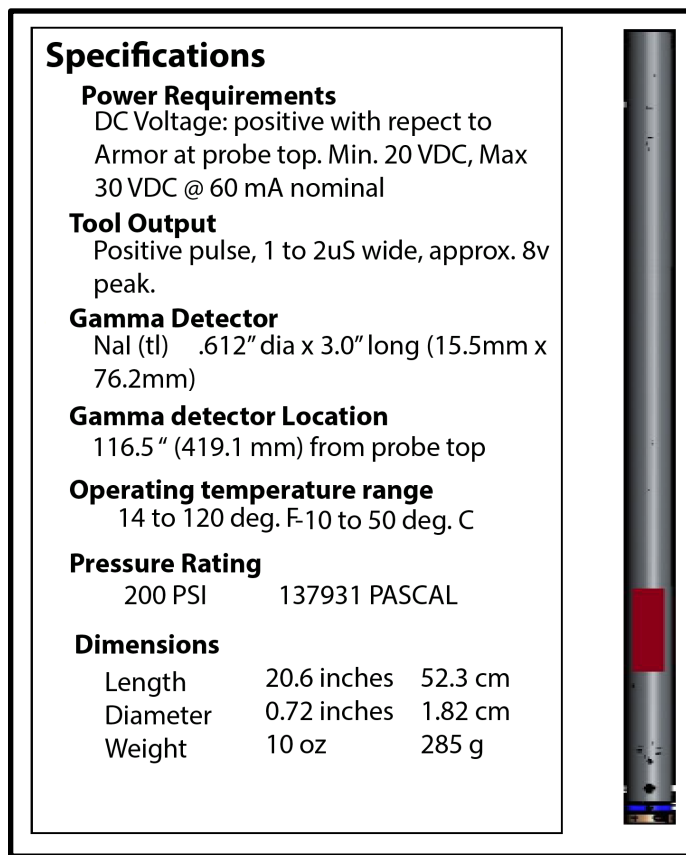 Specifications
Power Requirements
DC Voltage: positive with repect to
Armor at probe top. Min. 20 VDC, Max
30 VDC @ 60 mA nominal
Tool Output
Positive pulse, 1 to 2uS wide, approx. 8v
peak.
Gamma Detector
NaI (tl) .612” dia x 3.0” long (15.5mm x
76.2mm)
Gamma detector Location
116.5 “ (419.1 mm) from probe top
Operating temperature range
14 to 120 deg. F-10 to 50 deg. C
Pressure Rating
200 PSI 137931 PASCAL
Dimensions
Length 20.6 inches 52.3 cm
Diameter 0.72 inches 1.82 cm
Weight 10 oz 285 g